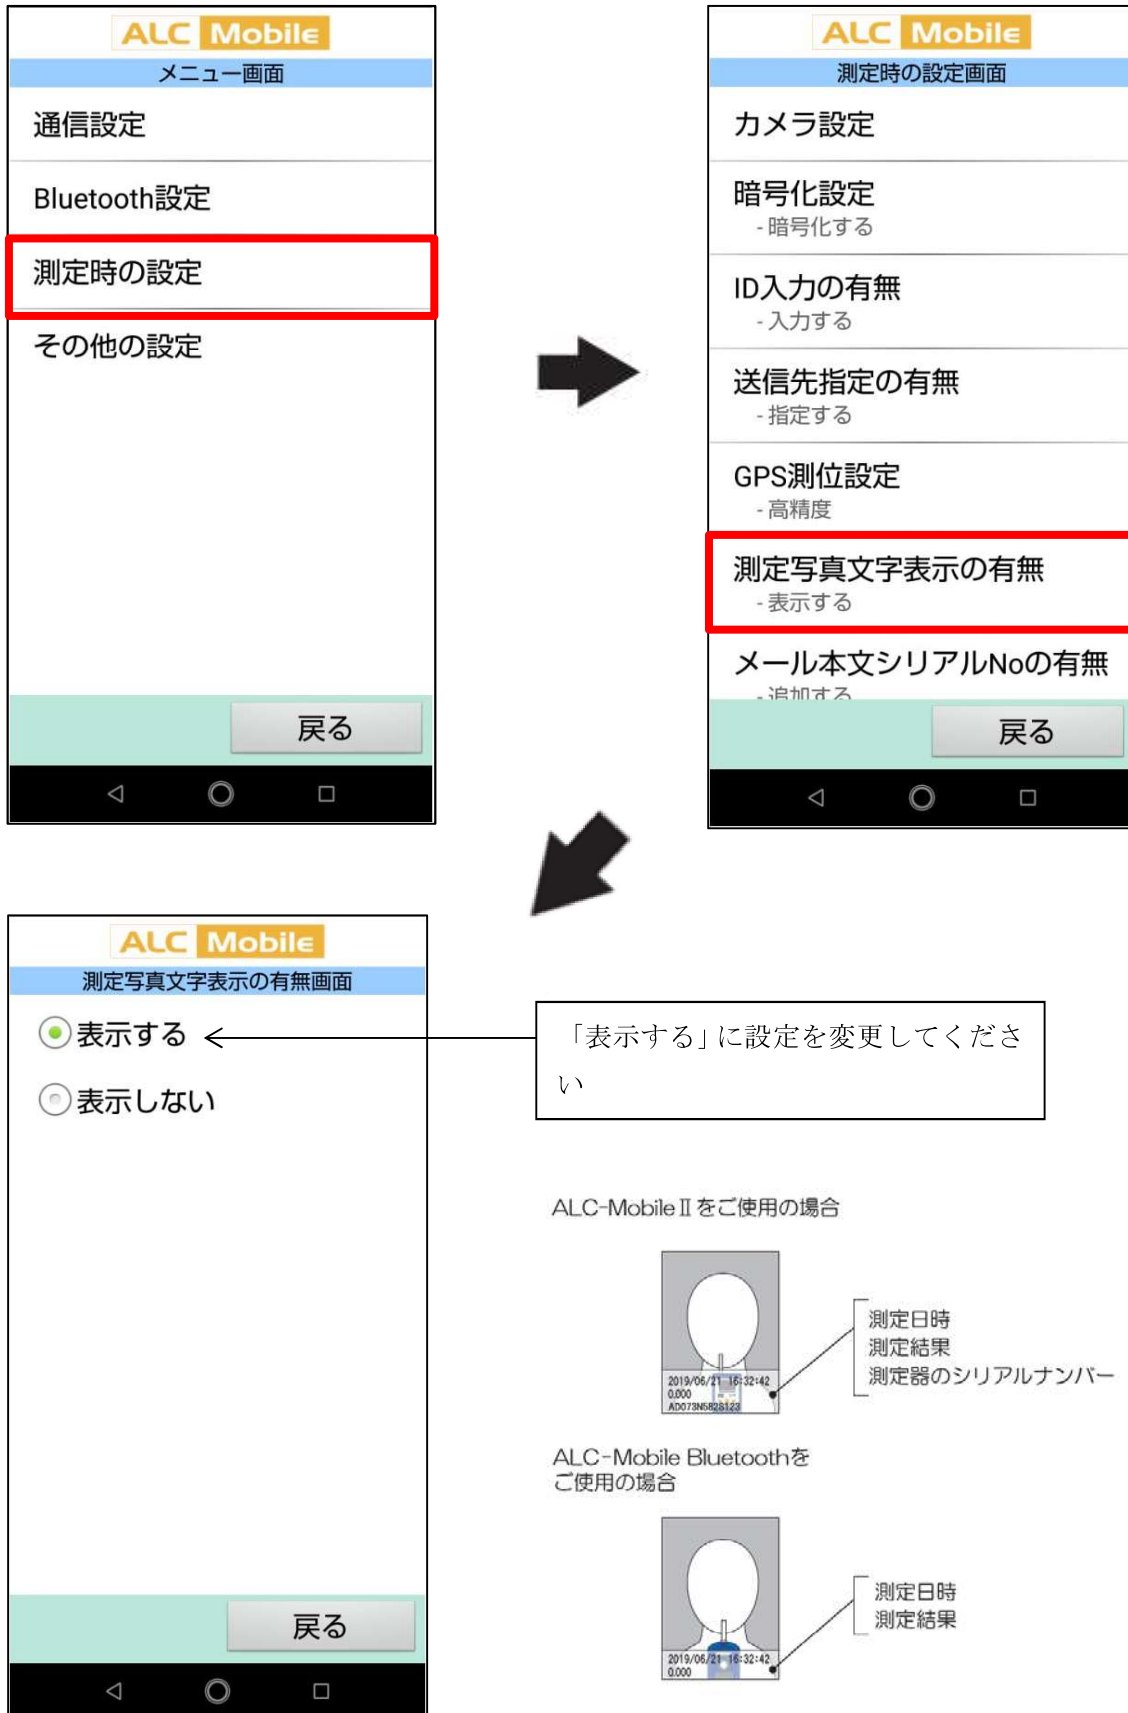 ALC Mobile
メニュー画面
通信設定
Bluetooth設定
測定時の設定
その他の設定
戻る
ALC Mobile
測定時の設定画面
カメラ設定
暗号化設定
- 暗号化する
ID入力の有無
- 入力する
送信先指定の有無
- 指定する
GPS測位設定
- 高精度
測定写真文字表示の有無
- 表示する
メール本文シリアルNoの有無
- 追加する
戻る
ALC Mobile
測定写真文字表示の有無画面
表示する
表示しない
戻る
「表示する」に設定を変更してくださ
い
ALC-MobileⅡをご使用の場合
2019/06/21 16:32:42
0.000
AD073N5828123
測定日時
測定結果
測定器のシリアルナンバー
ALC-Mobile Bluetoothを
ご使用の場合
2019/06/21 16:32:42
0.000
測定日時
測定結果